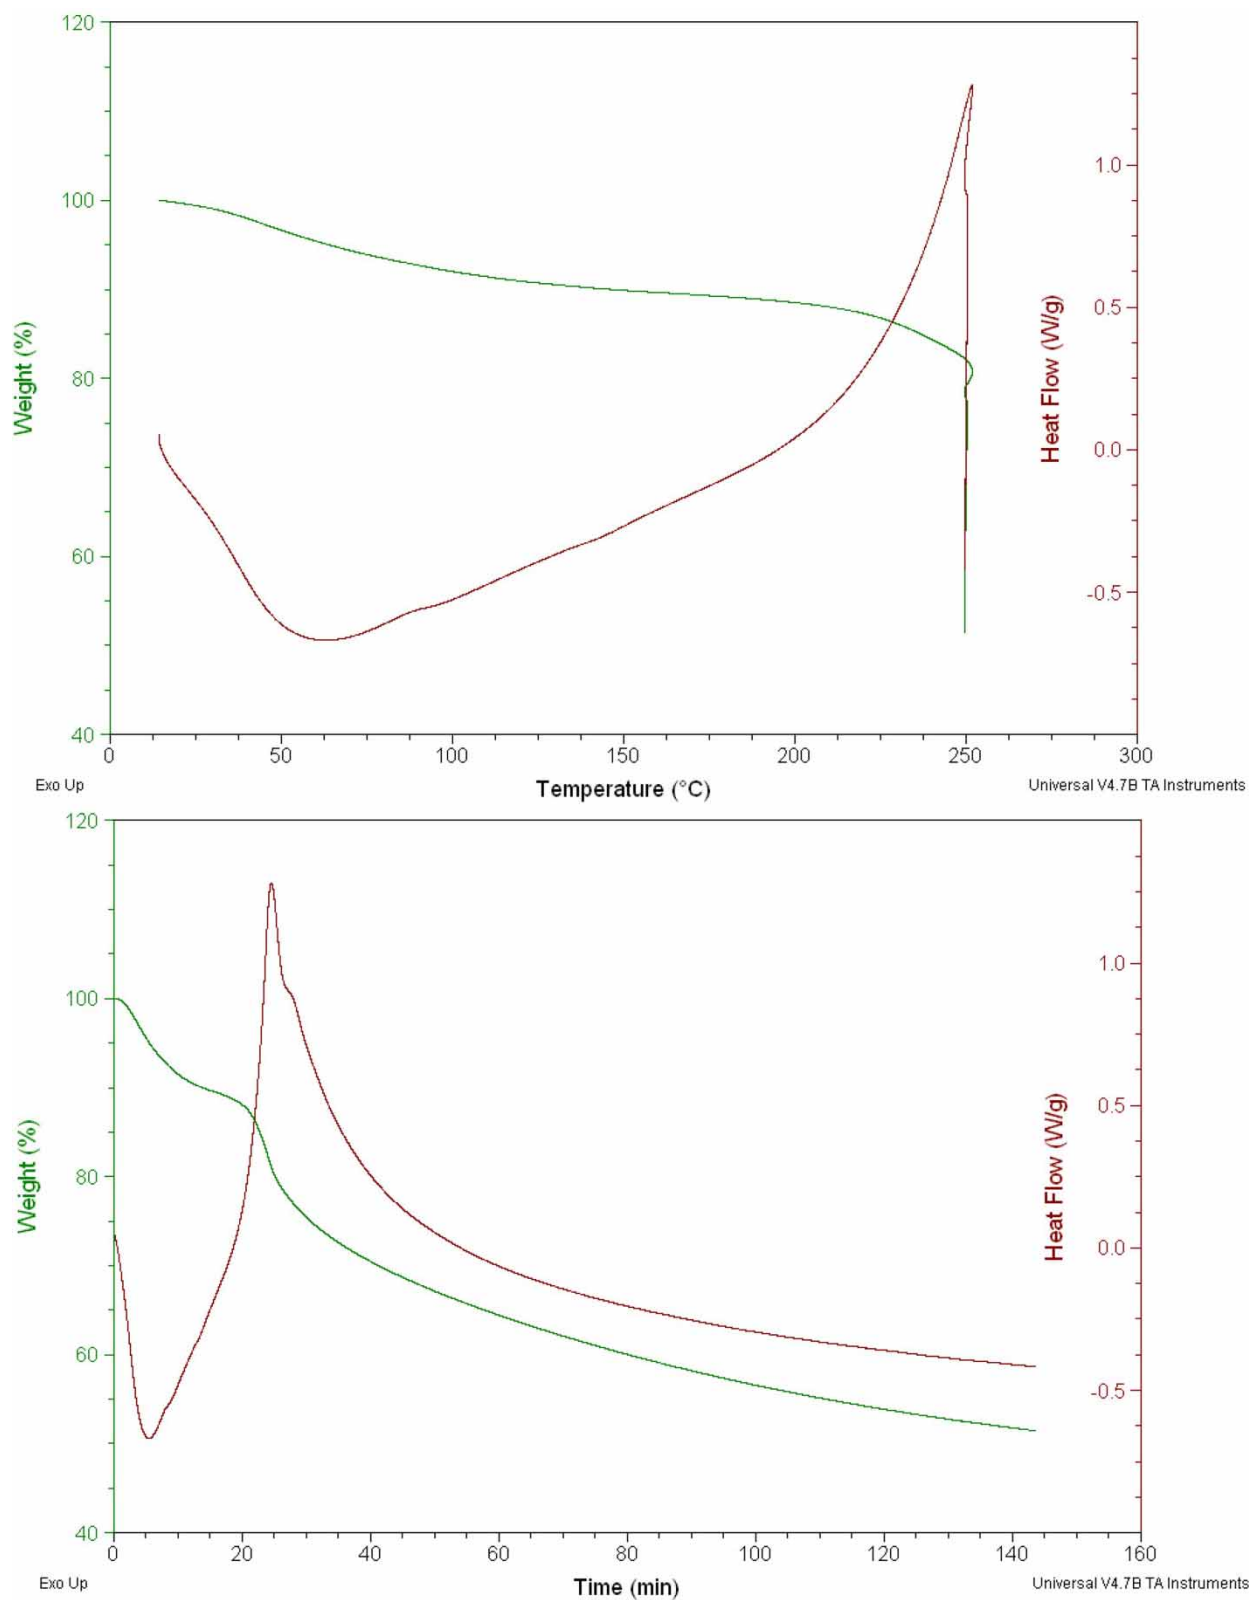 120
100
80
60
40
Weight (%)
1.0
0.5
0.0
-0.5
Heat Flow (W/g)
0 50 100 150 200 250 300
Exo Up
Temperature (°C)
Universal V4.7B TA Instruments
120
100
80
60
40
Weight (%)
1.0
0.5
0.0
-0.5
Heat Flow (W/g)
0 20 40 60 80 100 120 140 160
Exo Up
Time (min)
Universal V4.7B TA Instruments